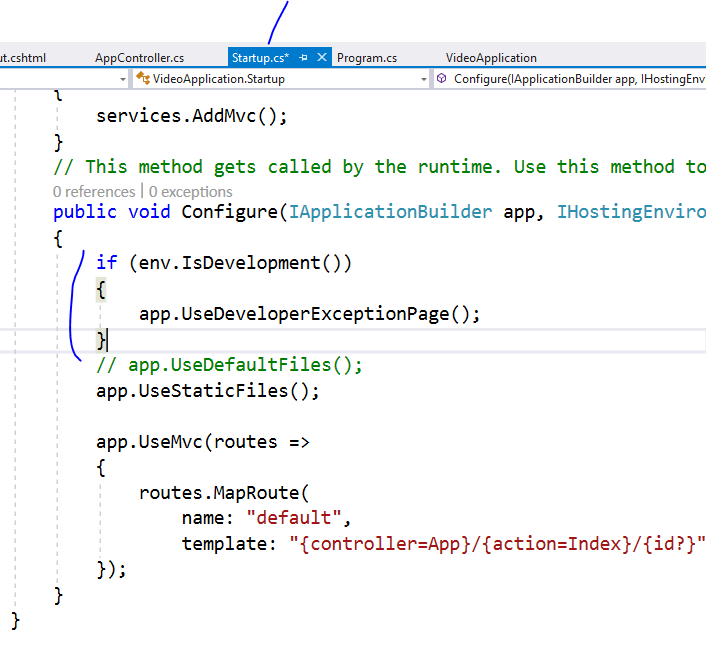 ut.cshtml AppController.cs Startup.cs* Program.cs VideoApplication
VideoApplication.Startup Configure(IApplicationBuilder app, IHostingEnv
{
services.AddMvc();
}
// This method gets called by the runtime. Use this method to
0 references | 0 exceptions
public void Configure(IApplicationBuilder app, IHostingEnviro
{
if (env.IsDevelopment())
{
app.UseDeveloperExceptionPage();
}
// app.UseDefaultFiles();
app.UseStaticFiles();
app.UseMvc(routes =>
{
routes.MapRoute(
name: "default",
template: "{controller=App}/{action=Index}/{id?}"
});
}
}